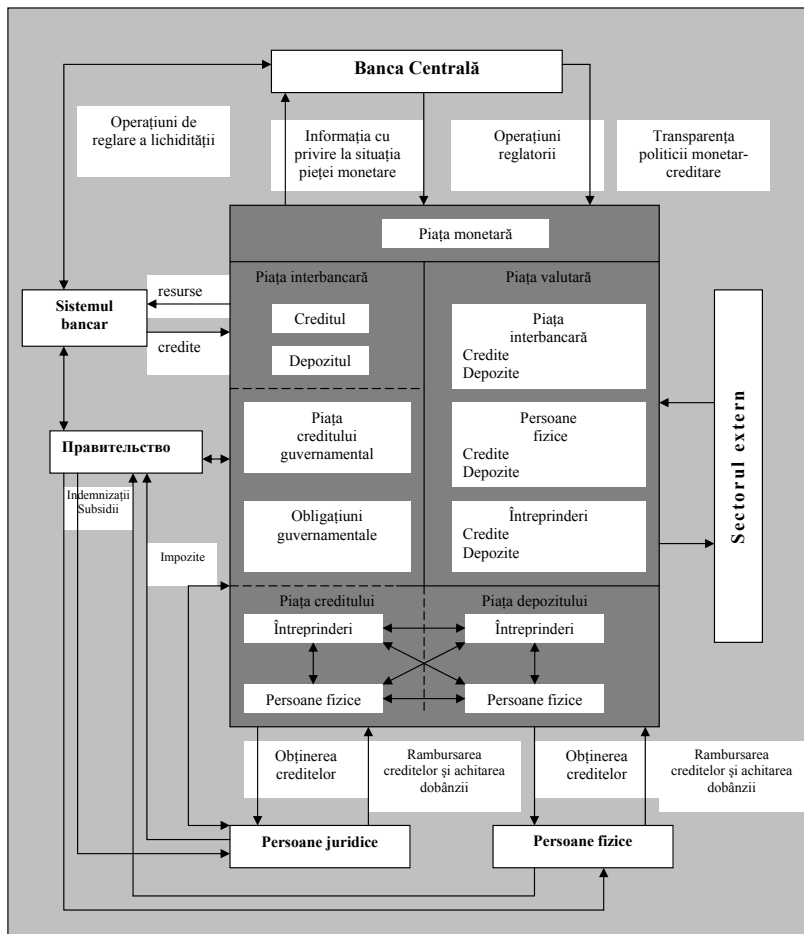 Banca Centrală
Operațiuni de
reglare a lichidității
Informația cu
privire la situația
pieței monetare
Operațiuni
reglatorii
Transparența
politicii monetar-
creditare
Piața monetară
Piața interbancară
Piața valutară
resurse
Sistemul
bancar
credite
Creditul
Depozitul
Piața
interbancară
Credite
Depozite
Правительство
Piața
creditului
guvernamental
Persoane
fizice
Credite
Depozite
Sectorul extern
Indemnizații
Subsidii
Impozite
Obligațiuni
guvernamentale
Întreprinderi
Credite
Depozite
Piața creditului
Piața depozitului
Întreprinderi
Întreprinderi
Persoane fizice
Persoane fizice
Obținerea
creditelor
Rambursarea
creditelor și achitarea
dobânzii
Obținerea
creditelor
Rambursarea
creditelor și achitarea
dobânzii
Persoane juridice
Persoane fizice